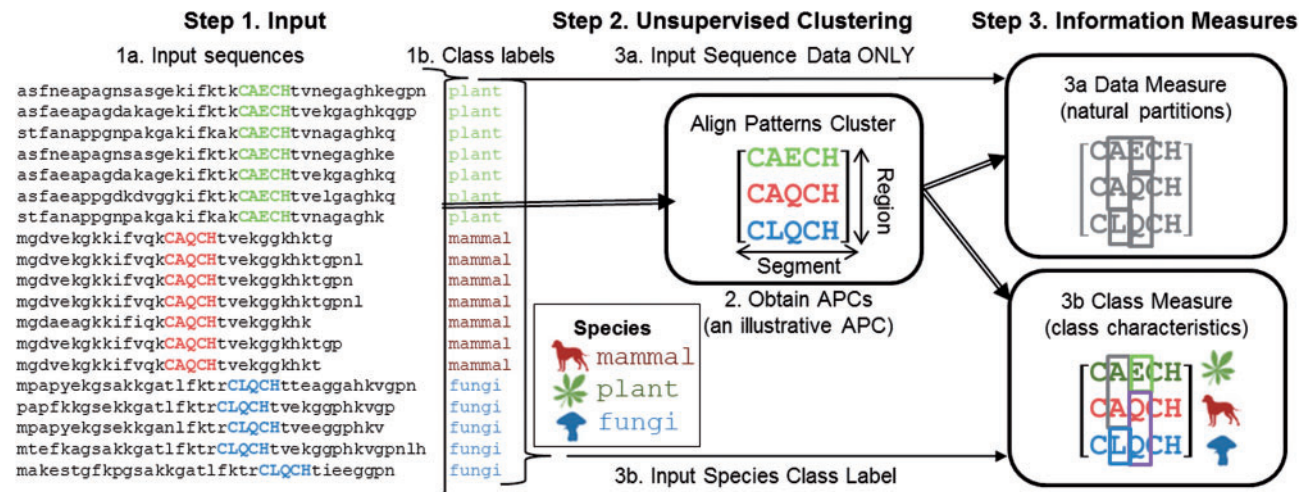 Step 1. Input
Step 2. Unsupervised Clustering
Step 3. Information Measures
1a. Input sequences
1b. Class labels
3a. Input Sequence Data ONLY
asfneapagnsasgekifktkCAECHtvnegaghkegpn plant
asfaeapagdakagekifktkCAECHtvekgaghkqgp plant
stfanappgnpakgakifkakCAECHtvnagaghkq plant
asfneapagnsasgekifktkCAECHtvnegaghke plant
asfaeapagdakagekifktkCAECHtvekgaghkq plant
asfaeappgdkdvggkifktkCAECHtvelgaghkq plant
stfanappgnpakgakifkakCAECHtvnagaghk plant
mgdvekgkkifvqkCAQCHtvekggkhktg mammal
mgdvekgkkifvqkCAQCHtvekggkhktgpnl mammal
mgdvekgkkifiqkCAQCHtvekggkhktgpn mammal
mgdvekgkkifiqkCAQCHtvekggkhktgpnl mammal
mgdaeagkkifikCAQCHtvekggkhk mammal
mgdvekgkkifvqkCAQCHtvekggkhktgp mammal
mgdvekgkkifvqkCAQCHtvekggkhkt mammal
mpapyekgsakkgatlfktrCLQCHtteaggahkvgpn fungi
papfkkgsekkgatlfktrCLQCHtvekggphkvgp fungi
mpapyekgsekkganlfktrCLQCHtveeggphkv fungi
mtefkagsakkgatlfktrCLQCHtvekggphkvgpnlh fungi
makestgfkpgsakkgatlfktrCLQCHtieeggpn fungi
Species
mammal
plant
fungi
Align Patterns Cluster
CAECH
CAQCH
CLQCH
Region
Segment
2. Obtain APCs
(an illustrative APC)
3b. Input Species Class Label
3a Data Measure
(natural partitions)
CAECH
CAQCH
CLQCH
3b Class Measure
(class characteristics)
CAECH
CAQCH
CLQCH